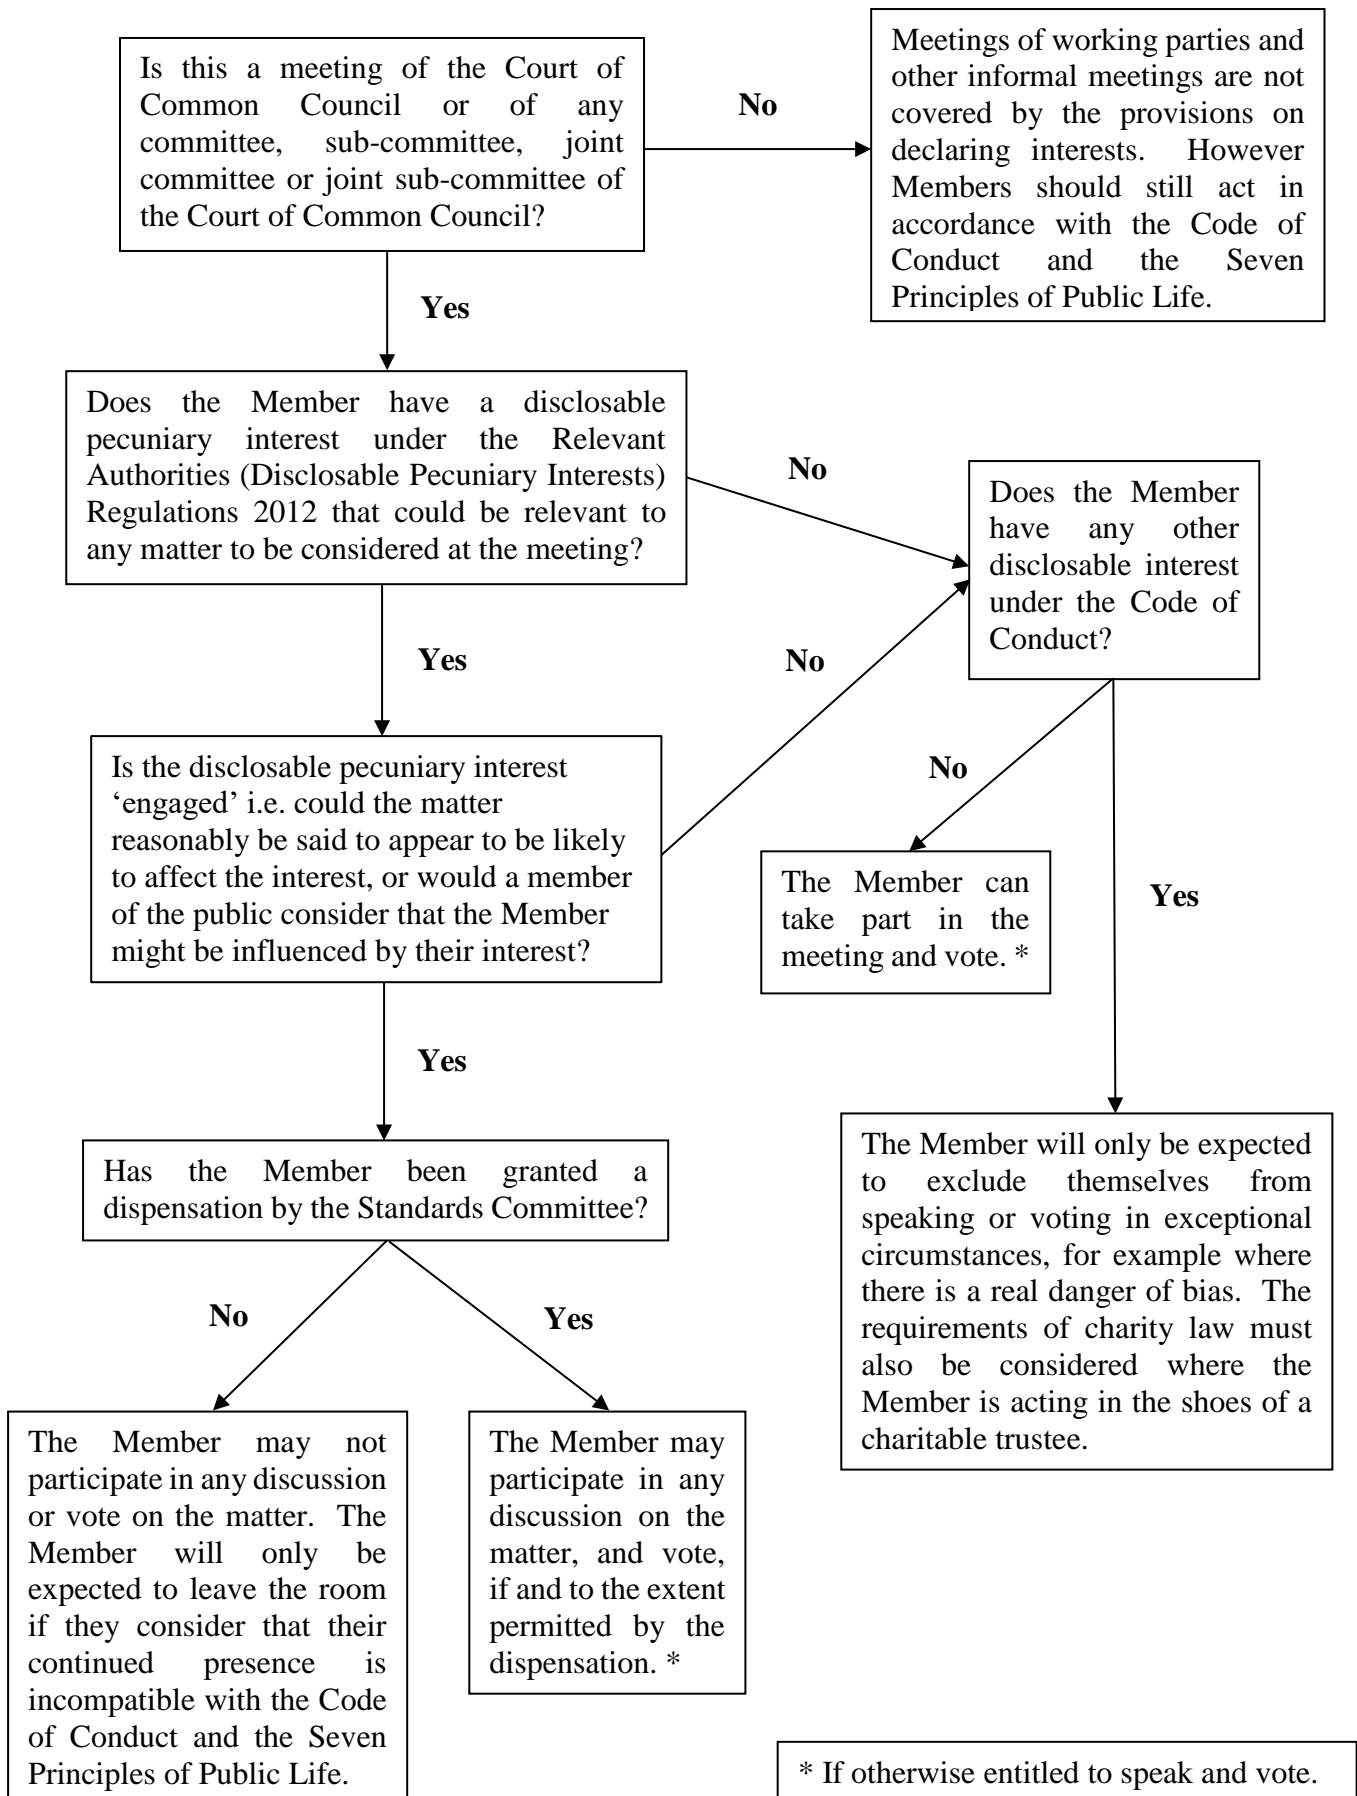 Is this a meeting of the Court of
Common Council or of any
committee, sub-committee, joint
committee or joint sub-committee of
the Court of Common Council?
No
Meetings of working parties and
other informal meetings are not
covered by the provisions on
declaring interests. However
Members should still act in
accordance with the Code of
Conduct and the Seven
Principles of Public Life.
Yes
Does the Member have a disclosable
pecuniary interest under the Relevant
Authorities (Disclosable Pecuniary Interests)
Regulations 2012 that could be relevant to
any matter to be considered at the meeting?
No
Does the Member
have any other
disclosable interest
under the Code of
Conduct?
Yes
No
Is the disclosable pecuniary interest
‘engaged’ i.e. could the matter
reasonably be said to appear to be likely
to affect the interest, or would a member
of the public consider that the Member
might be influenced by their interest?
No
The Member can
take part in the
meeting and vote. *
Yes
Yes
Has the Member been granted a
dispensation by the Standards Committee?
The Member will only be expected
to exclude themselves from
speaking or voting in exceptional
circumstances, for example where
there is a real danger of bias. The
requirements of charity law must
also be considered where the
Member is acting in the shoes of a
charitable trustee.
No
Yes
The Member may not
participate in any discussion
or vote on the matter. The
Member will only be
expected to leave the room
if they consider that their
continued presence is
incompatible with the Code
of Conduct and the Seven
Principles of Public Life.
The Member may
participate in any
discussion on the
matter, and vote,
if and to the extent
permitted by the
dispensation. *
* If otherwise entitled to speak and vote.